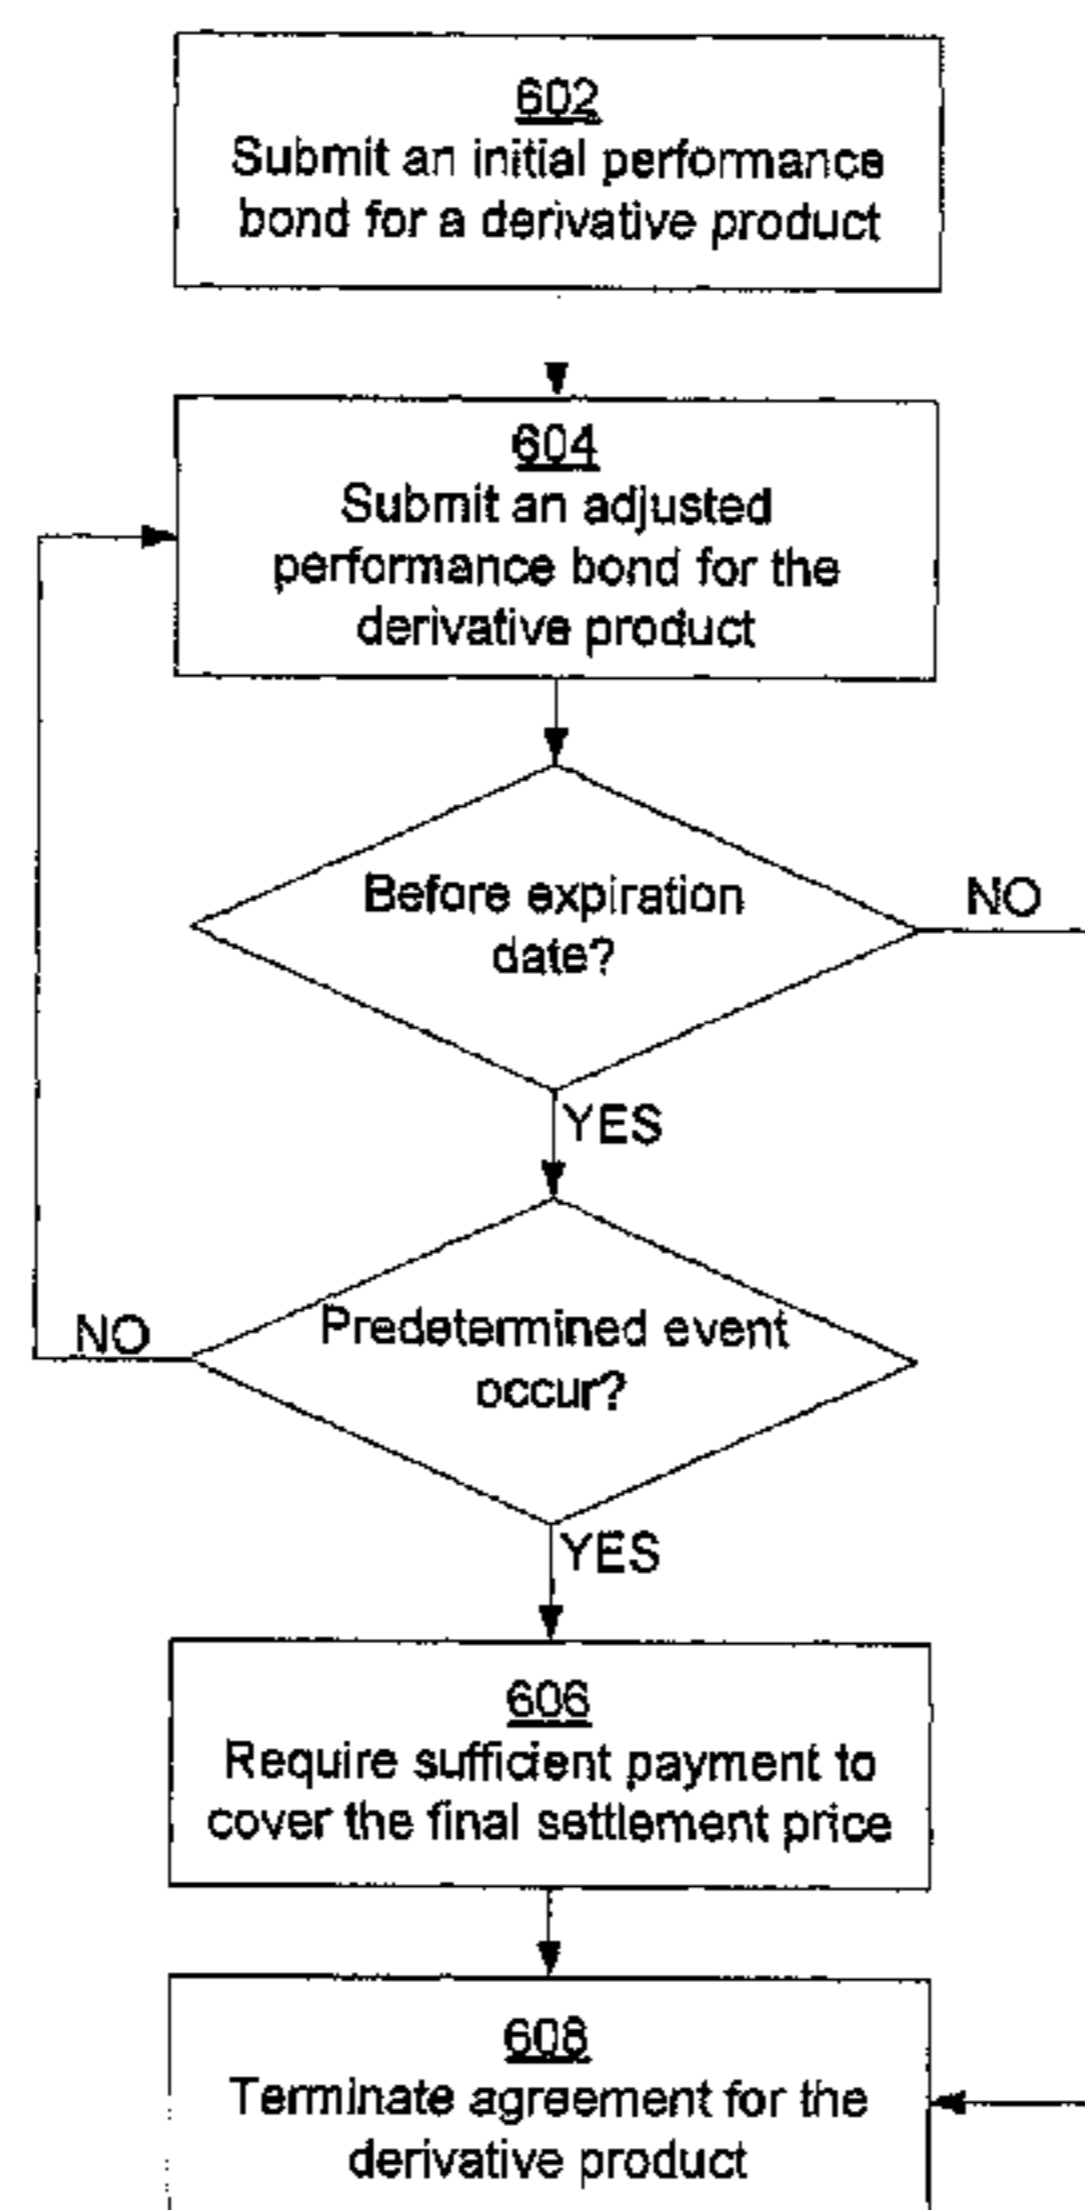 602
Submit an initial performance
bond for a derivative product
604
Submit an adjusted
performance bond for the
derivative product
Before expiration
date?
NO
YES
Predetermined event
occur?
NO
YES
606
Require sufficient payment to
cover the final settlement price
608
Terminate agreement for the
derivative product